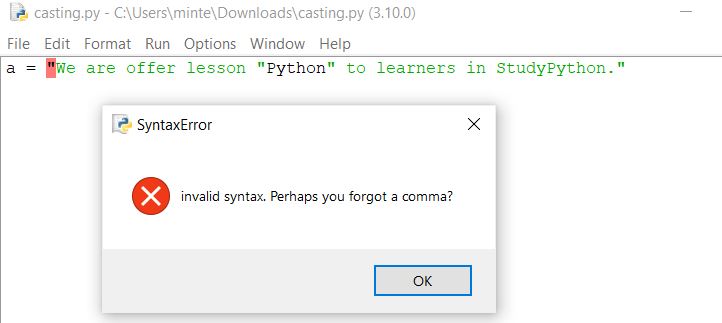 casting.py - C:\Users\minte\Downloads\casting.py (3.10.0)
File Edit Format Run Options Window Help
a = "We are offer lesson "Python" to learners in StudyPython."
SyntaxError
invalid syntax. Perhaps you forgot a comma?
OK